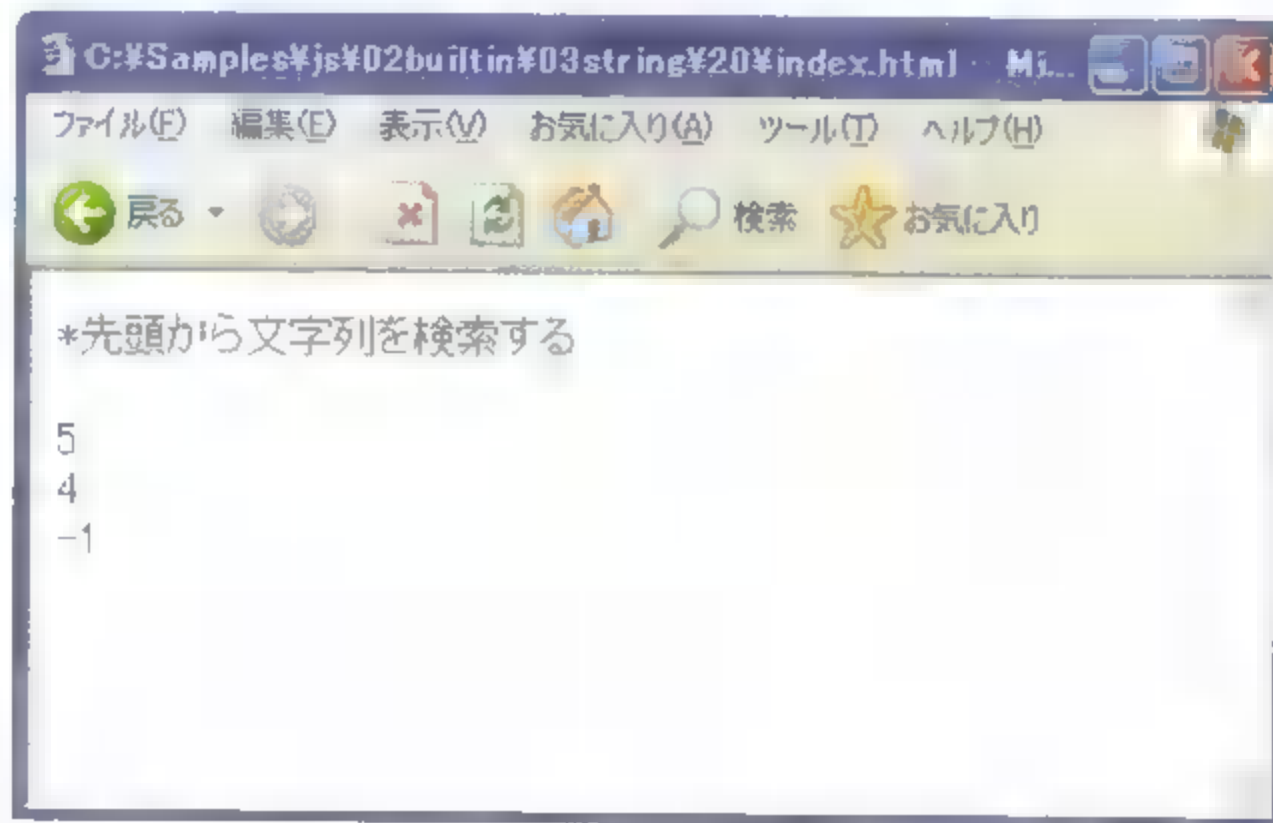 C:¥Samples¥js¥02builtin¥03string¥20¥index.html - Mi...
ファイル(F) 編集(E) 表示(V) お気に入り(A) ツール(T) ヘルプ(H)
戻る 検索 お気に入り
*先頭から文字列を検索する
5
4
-1